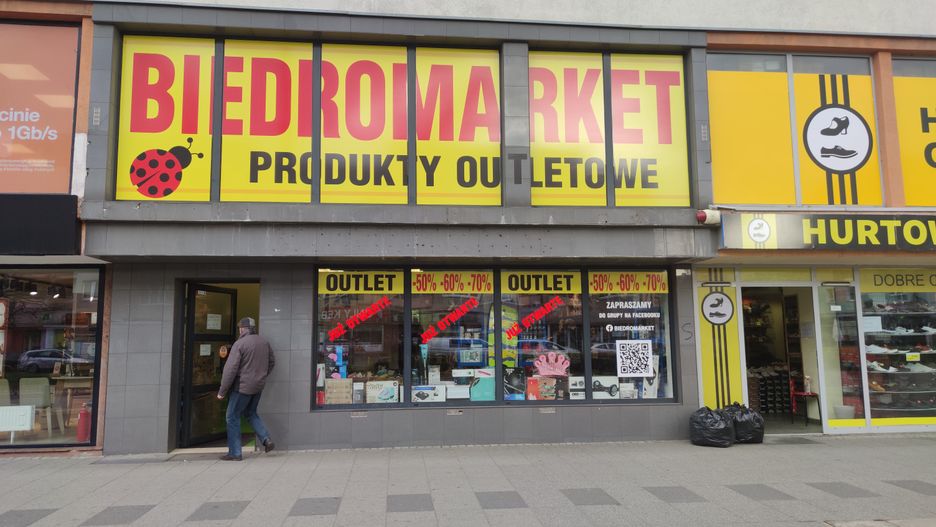 cinie
1Gb/s
BIEDROMARKET
PRODUKTY OUTLETOWE
HURTOW
OUTLET
-50% -60% -70%
OUTLET
-50% -60% -70%
JUŻ OTWARTE
JUŻ OTWARTE
JUŻ OTWARTE
ZAPRASZAMY
DO GRUPY NA FACEBOOKU
BIEDROMARKET
DOBRE